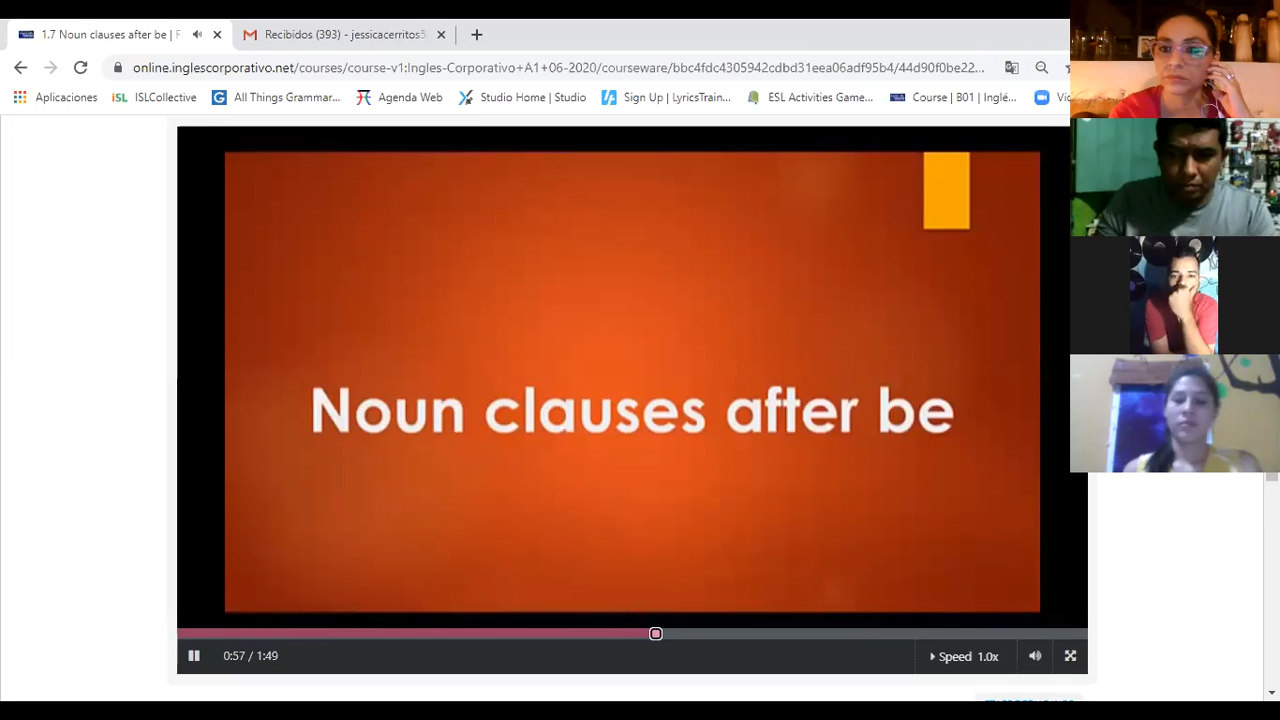 1.7 Noun clauses after be | F
Recibidos (393) - jessicacerritos5
online.inglescorporativo.net/courses/course-v1:Ingles-Corporativo+A1+06-2020/courseware/bbc4fdc4305942cdbd31eea06adf95b4/44d90f0be22...
Aplicaciones
iSL ISLCollective
G All Things Grammar...
Agenda Web
Studio Home | Studio
Sign Up | LyricsTrain...
ESL Activities Game...
Course | B01 | Inglé...
Noun clauses after be
0:57 / 1:49
Speed 1.0x